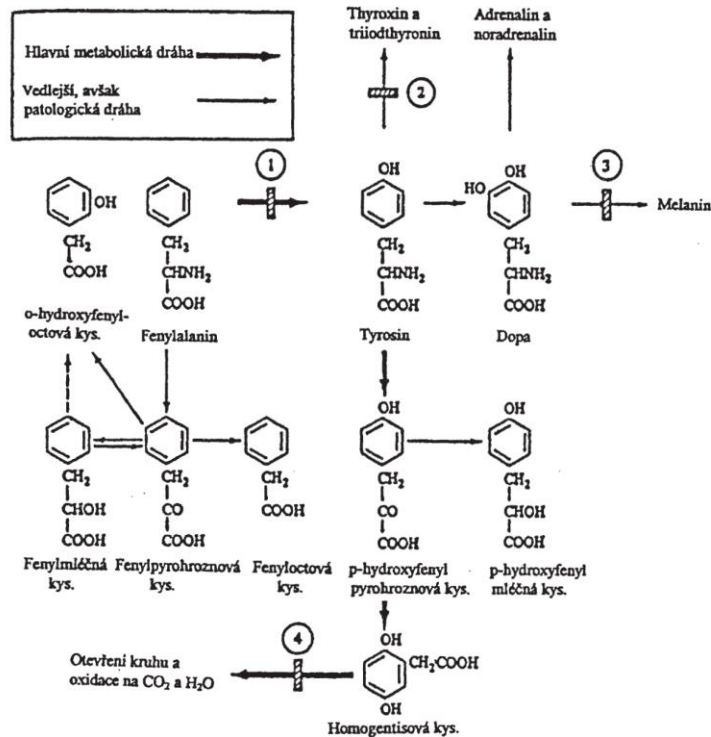 Hlavní metabolická dráha
Vedlejší, avšak
patologická dráha
Thyroxin a
triiodthyronin
Adrenalin a
noradrenalin
2
1
3
OH
CH₂
COOH
CH₂
CHNH₂
COOH
OH
CH₂
CHNH₂
COOH
OH
HO
CH₂
CHNH₂
COOH
Melanin
o-hydroxyfenyl-
octová kys.
Fenylalanin
Tyrosin
Dopa
CH₂
CHOH
COOH
CH₂
CO
COOH
CH₂
COOH
OH
CH₂
CO
COOH
OH
CH₂
CHOH
COOH
Fenylmléčná
kys.
Fenylpyrohroznová
kys.
Fenyloctová
kys.
p-hydroxyfenyl
pyrohroznová kys.
p-hydroxyfenyl
mléčná kys.
4
Otevření kruhu a
oxidace na CO₂ a H₂O
OH
CH₂COOH
OH
Homogentisová kys.